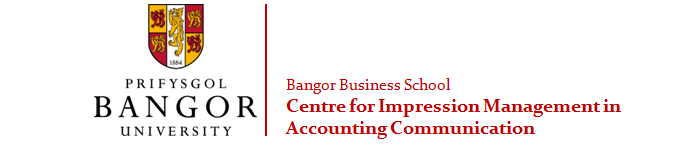 1884
PRIFYSGOL
BANGOR
UNIVERSITY
Bangor Business School
Centre for Impression Management in
Accounting Communication